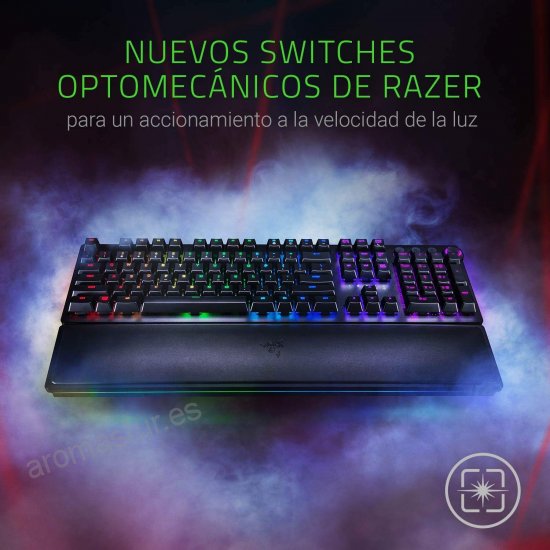 NUEVOS SWITCHES
OPTOMECÁNICOS DE RAZER
para un accionamiento a la velocidad de la luz